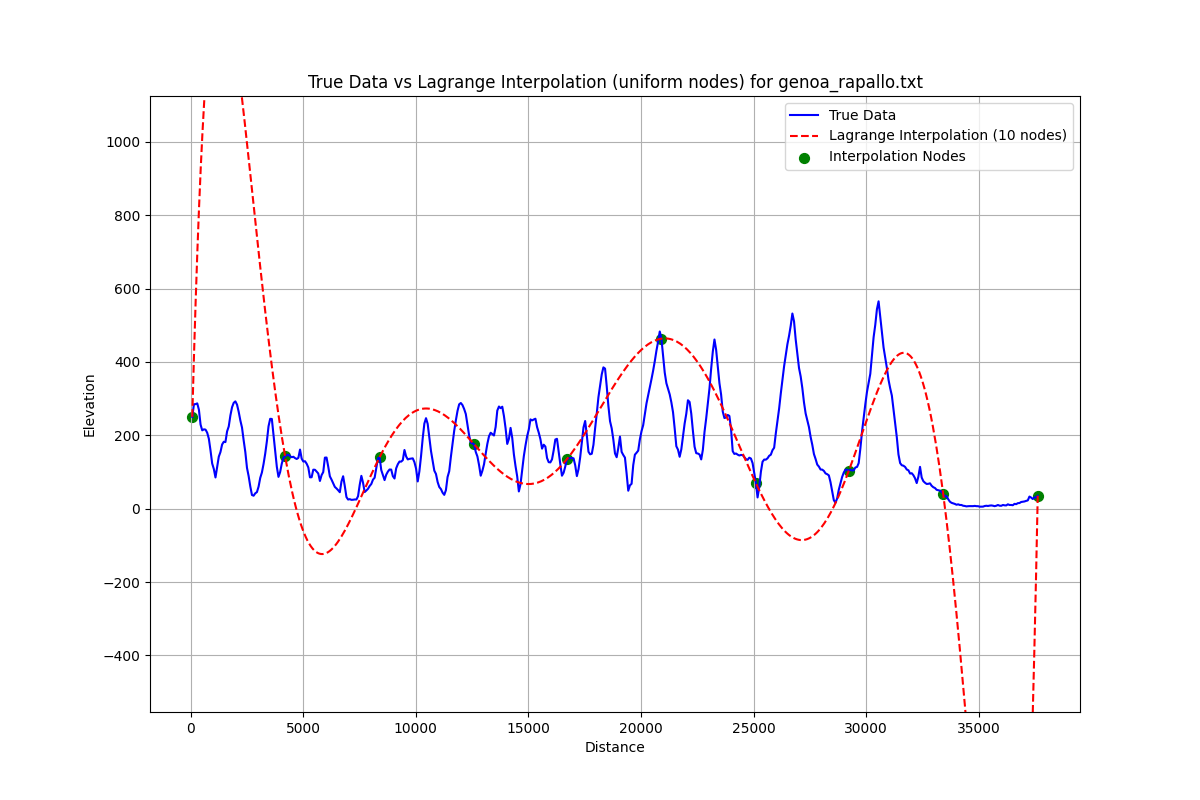 True Data vs Lagrange Interpolation (uniform nodes) for genoa_rapallo.txt
True Data
Lagrange Interpolation (10 nodes)
Interpolation Nodes
1000
800
600
400
200
0
−200
−400
Elevation
0 5000 10000 15000 20000 25000 30000 35000
Distance